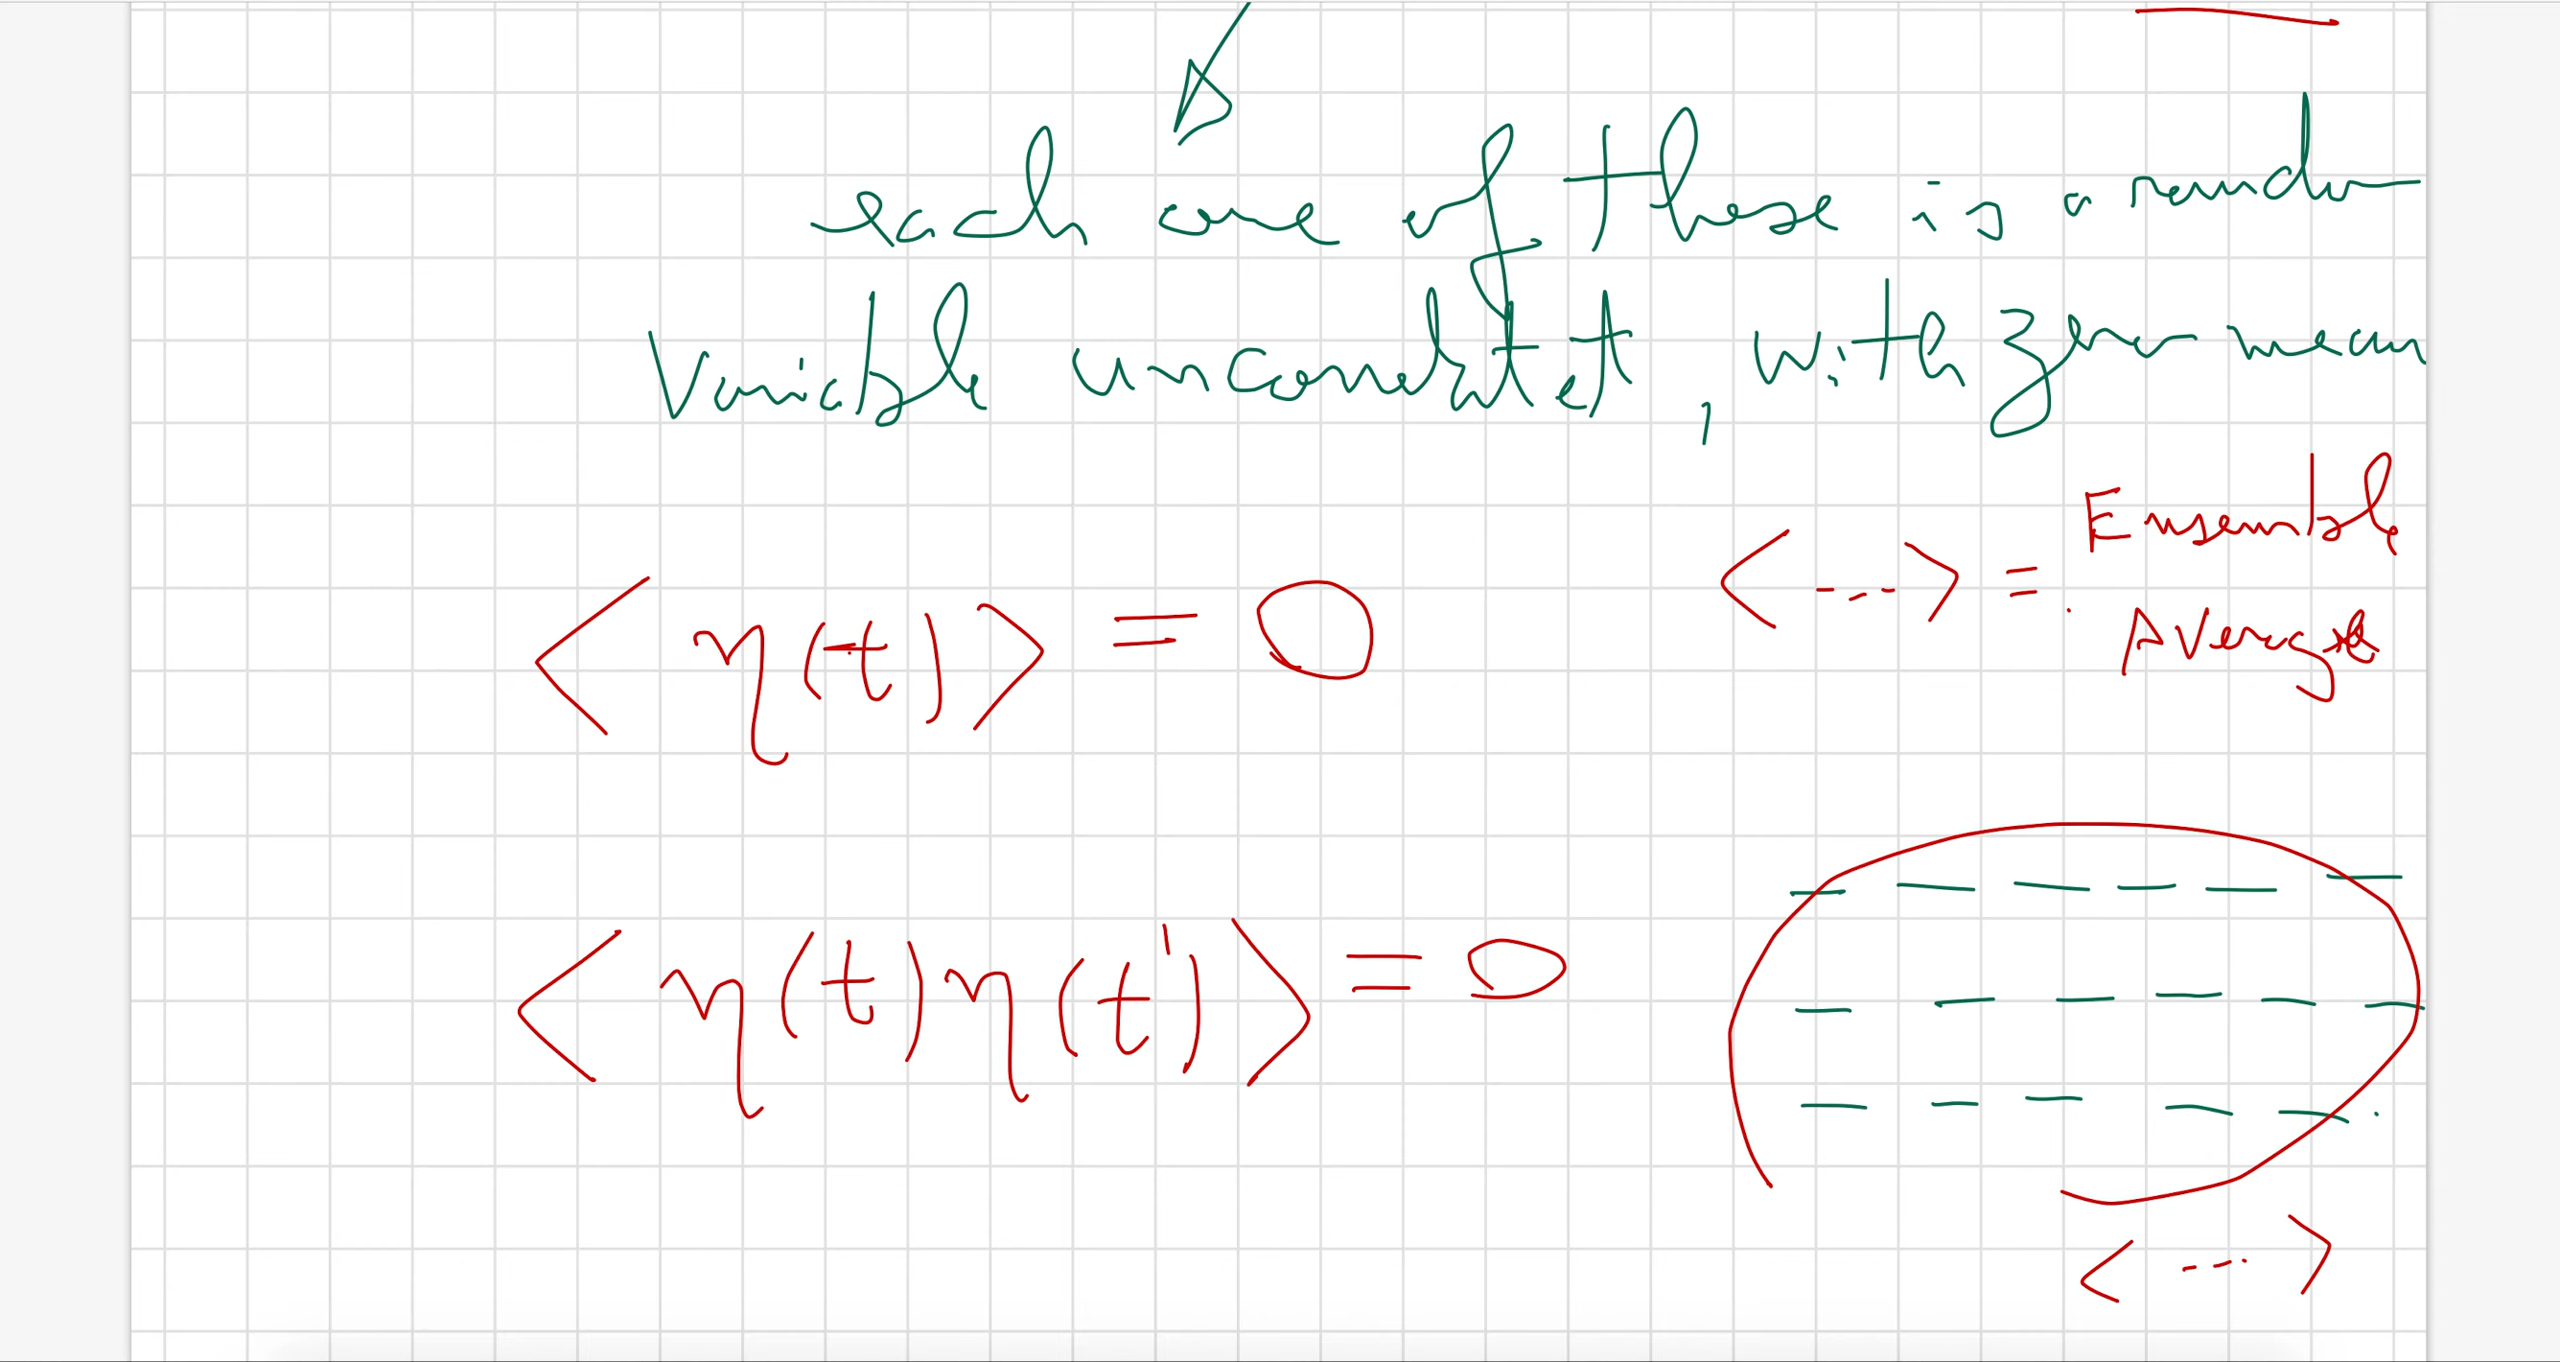 each one of these is a random
variable uncorrelated, with zero mean
<---> = Ensemble
Average
< η(t) > = 0
< η(t) η(t') > = 0
<--->